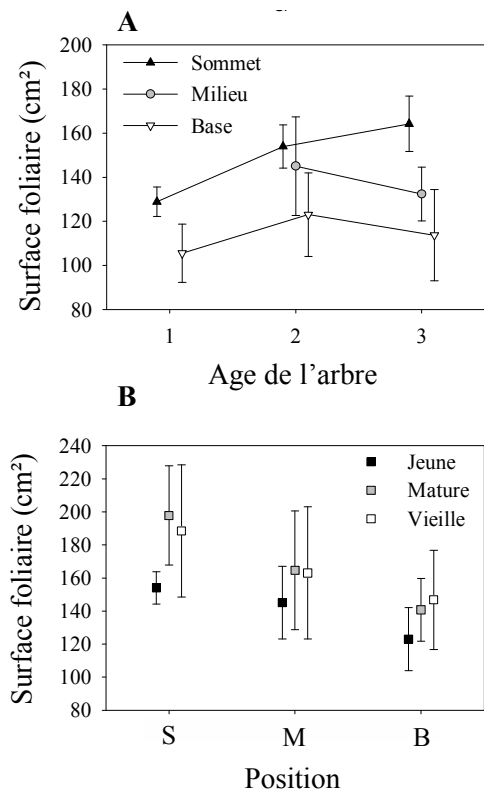 A
Surface foliaire (cm²)
200
180
160
140
120
100
80
Sommet
Milieu
Base
1 2 3
Age de l’arbre
B
Surface foliaire (cm²)
240
220
200
180
160
140
120
100
80
Jeune
Mature
Vieille
S M B
Position